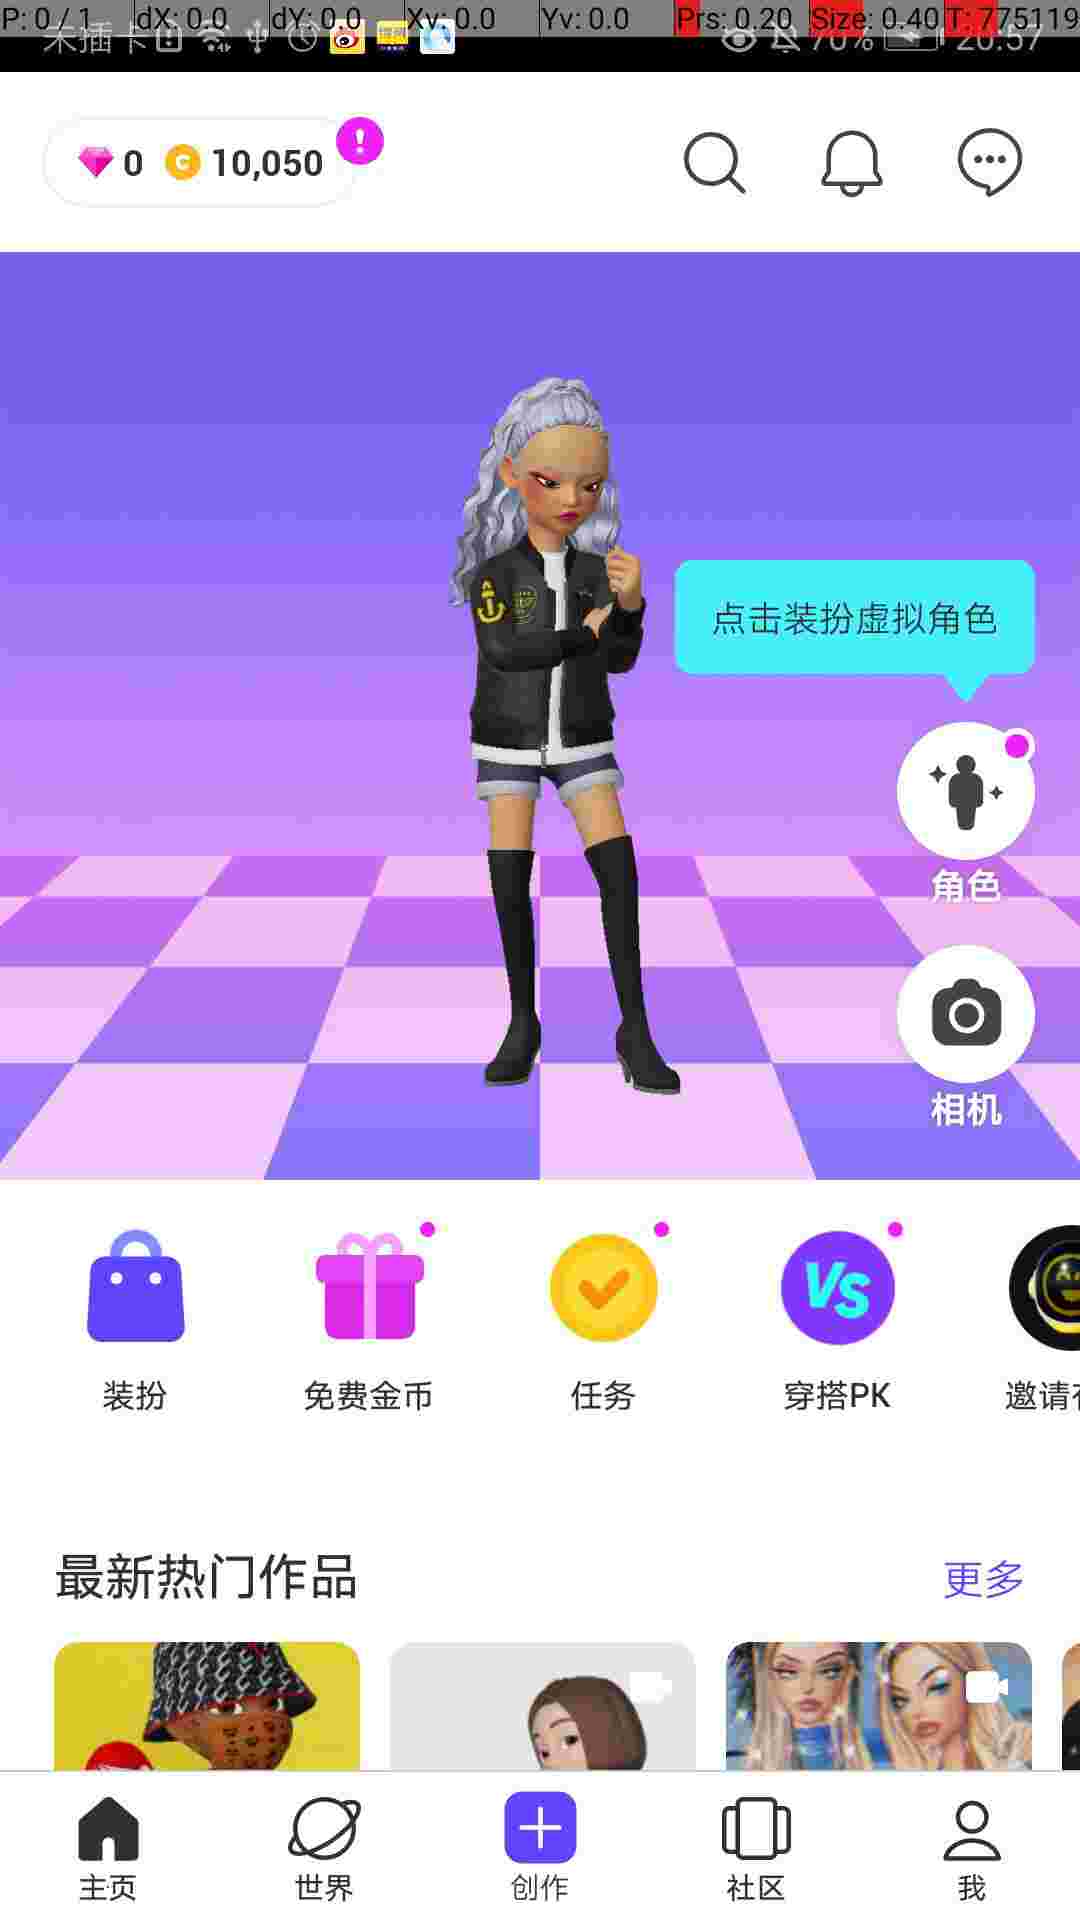 P: 0 / 1 dX: 0.0 dY: 0.0 Xv: 0.0 Yv: 0.0 Prs: 0.20 Size: 0.40 T: 775119
未插卡 70% 20:57
0 C 10,050 !
点击装扮虚拟角色
角色
相机
VS
装扮 免费金币 任务 穿搭PK 邀请
最新热门作品 更多
主页 世界 创作 社区 我